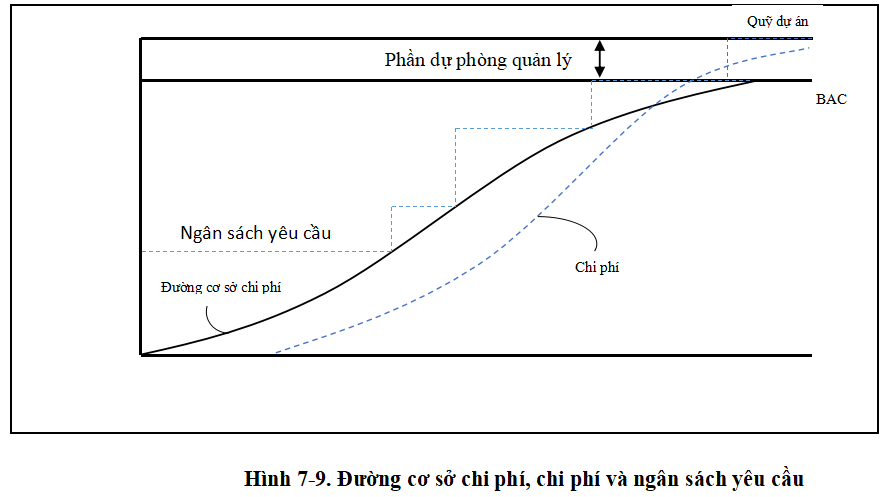 Quỹ dự án
Phần dự phòng quản lý
BAC
Ngân sách yêu cầu
Chi phí
Đường cơ sở chi phí
Hình 7-9. Đường cơ sở chi phí, chi phí và ngân sách yêu cầu